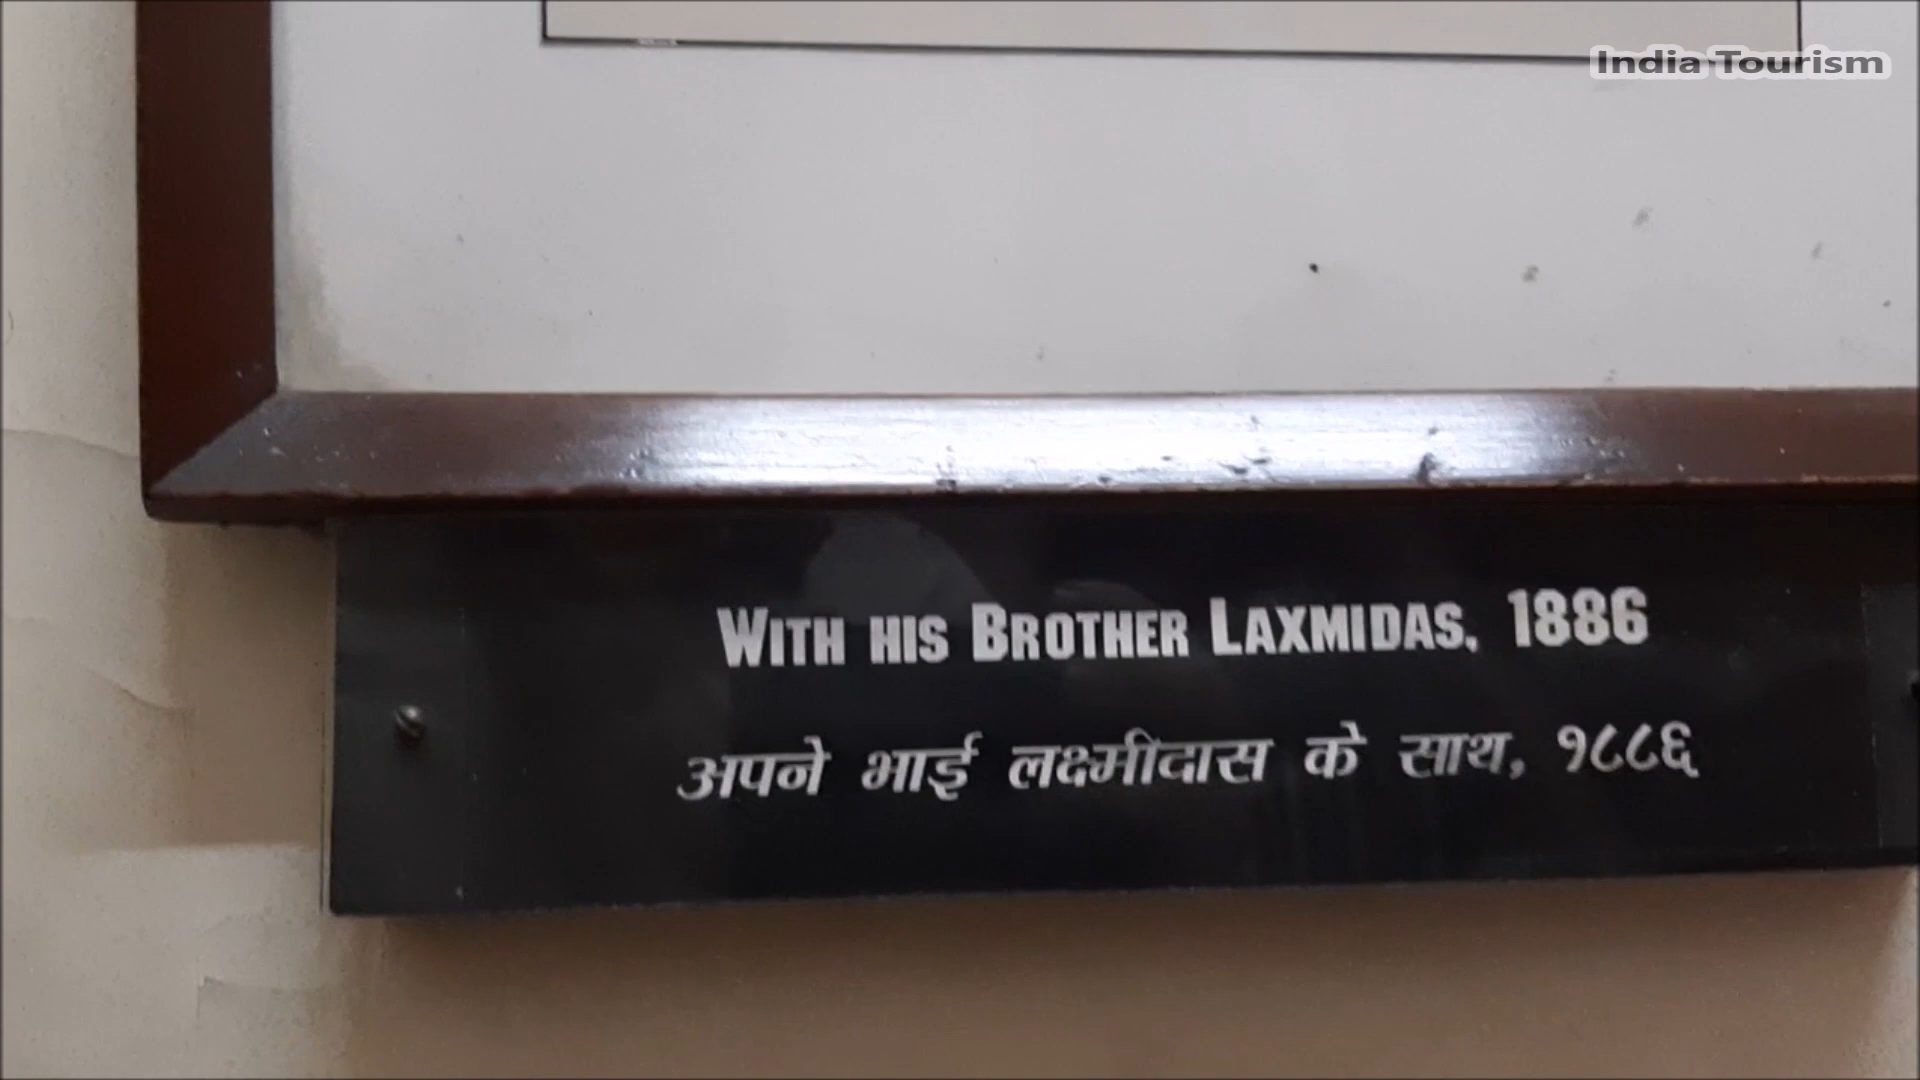 India Tourism
WITH HIS BROTHER LAXMIDAS, 1886
अपने भाई लक्ष्मीदास के साथ, १८८६